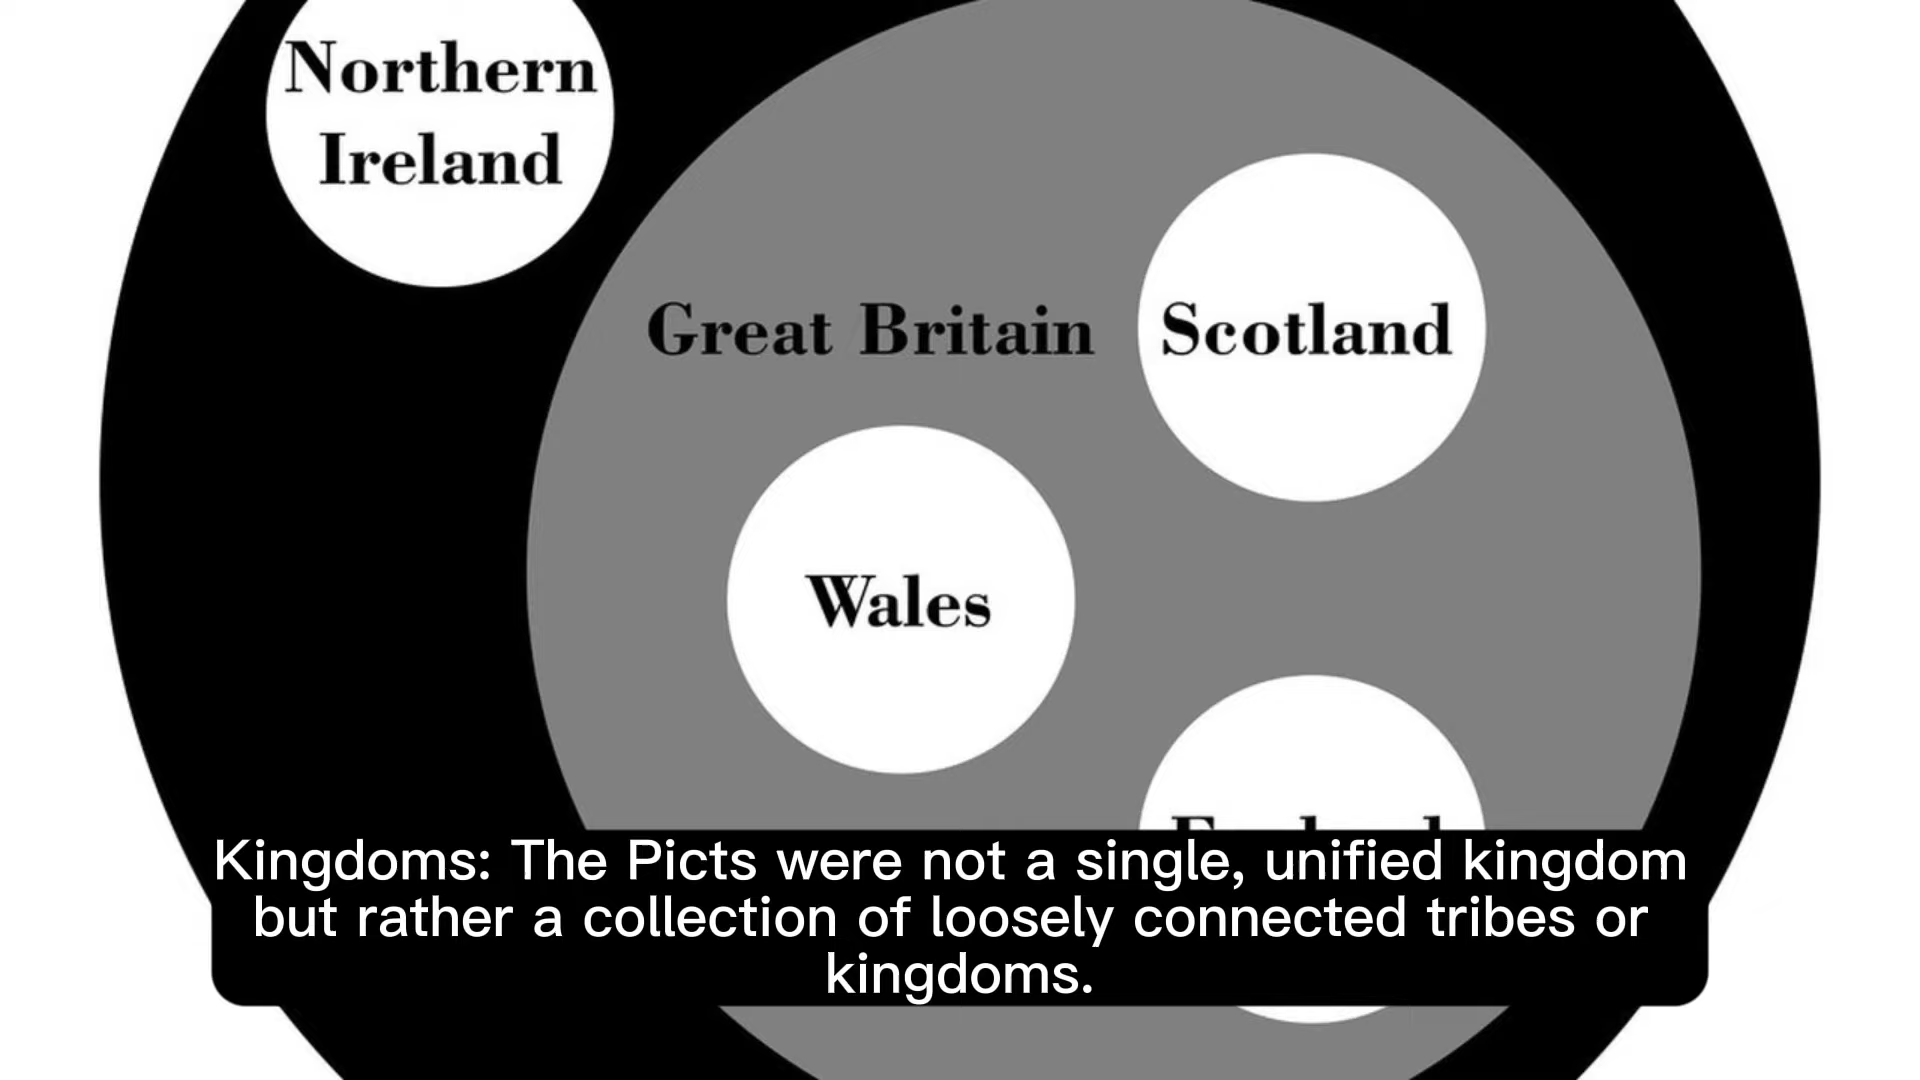 Northern
Ireland
Great Britain
Scotland
Wales
Kingdoms: The Picts were not a single, unified kingdom
but rather a collection of loosely connected tribes or
kingdoms.